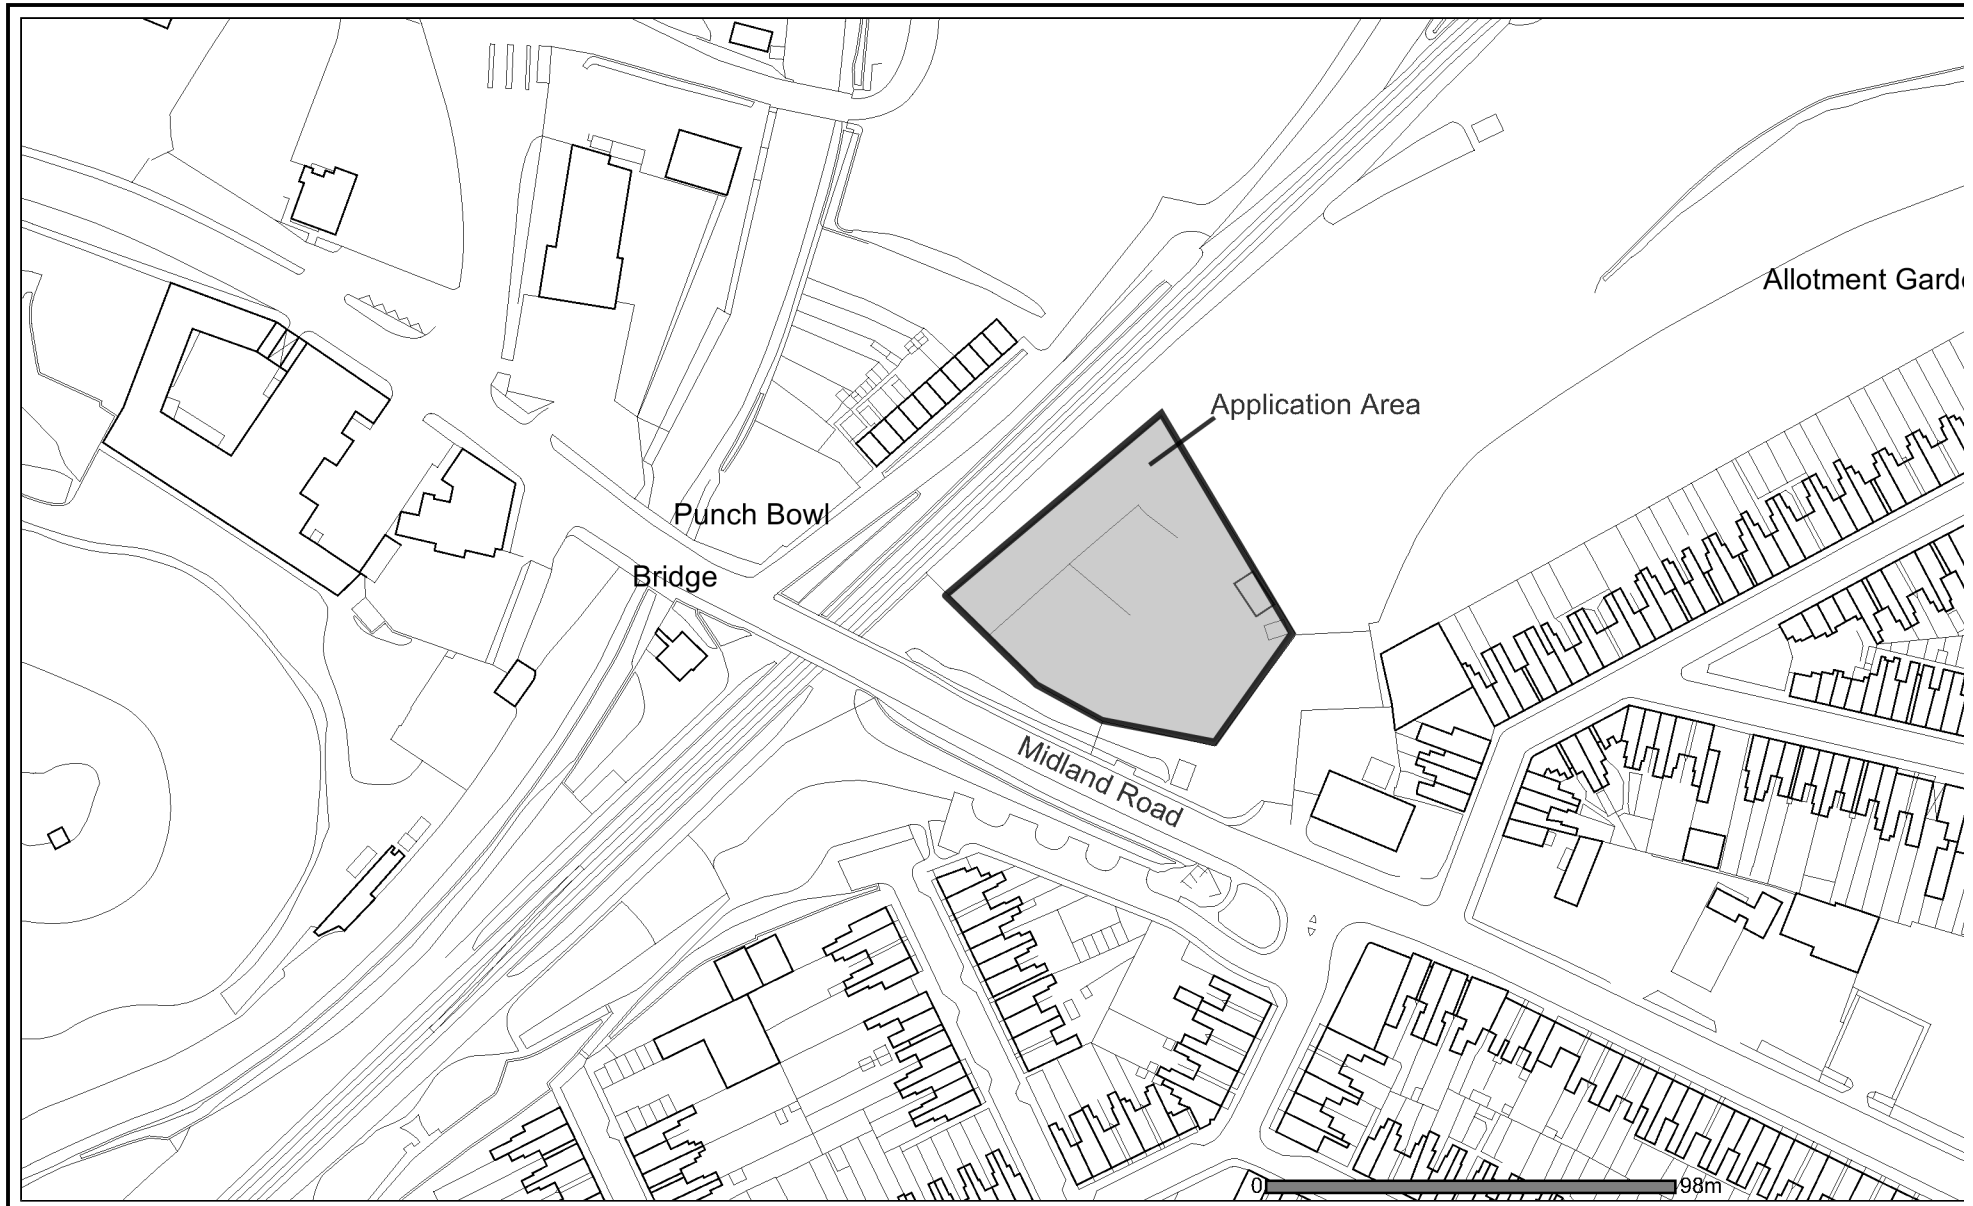 Allotment Garde
Application Area
Punch Bowl
Bridge
Midland Road
0
98m